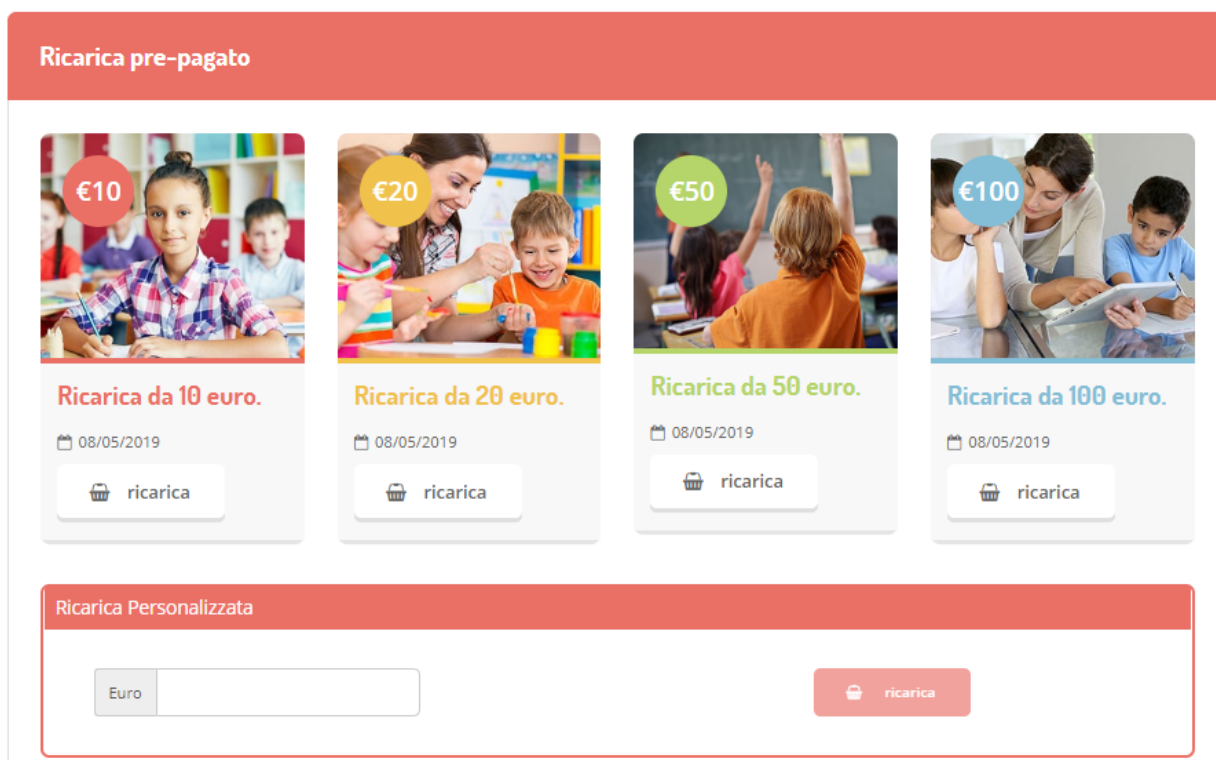 Ricarica pre-pagato
€10
€20
€50
€100
Ricarica da 10 euro.
08/05/2019
ricarica
Ricarica da 20 euro.
08/05/2019
ricarica
Ricarica da 50 euro.
08/05/2019
ricarica
Ricarica da 100 euro.
08/05/2019
ricarica
Ricarica Personalizzata
Euro
ricarica